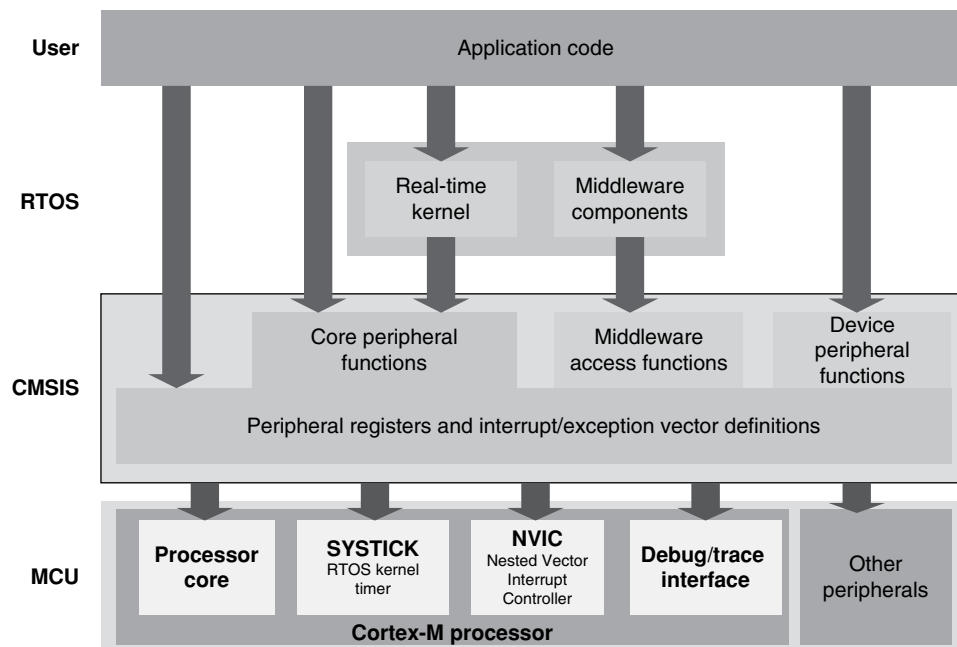 User
Application code
RTOS
Real-time
kernel
Middleware
components
CMSIS
Core peripheral
functions
Middleware
access functions
Device
peripheral
functions
Peripheral registers and interrupt/exception vector definitions
MCU
Processor
core
SYSTICK
RTOS kernel
timer
NVIC
Nested Vector
Interrupt
Controller
Debug/trace
interface
Other
peripherals
Cortex-M processor